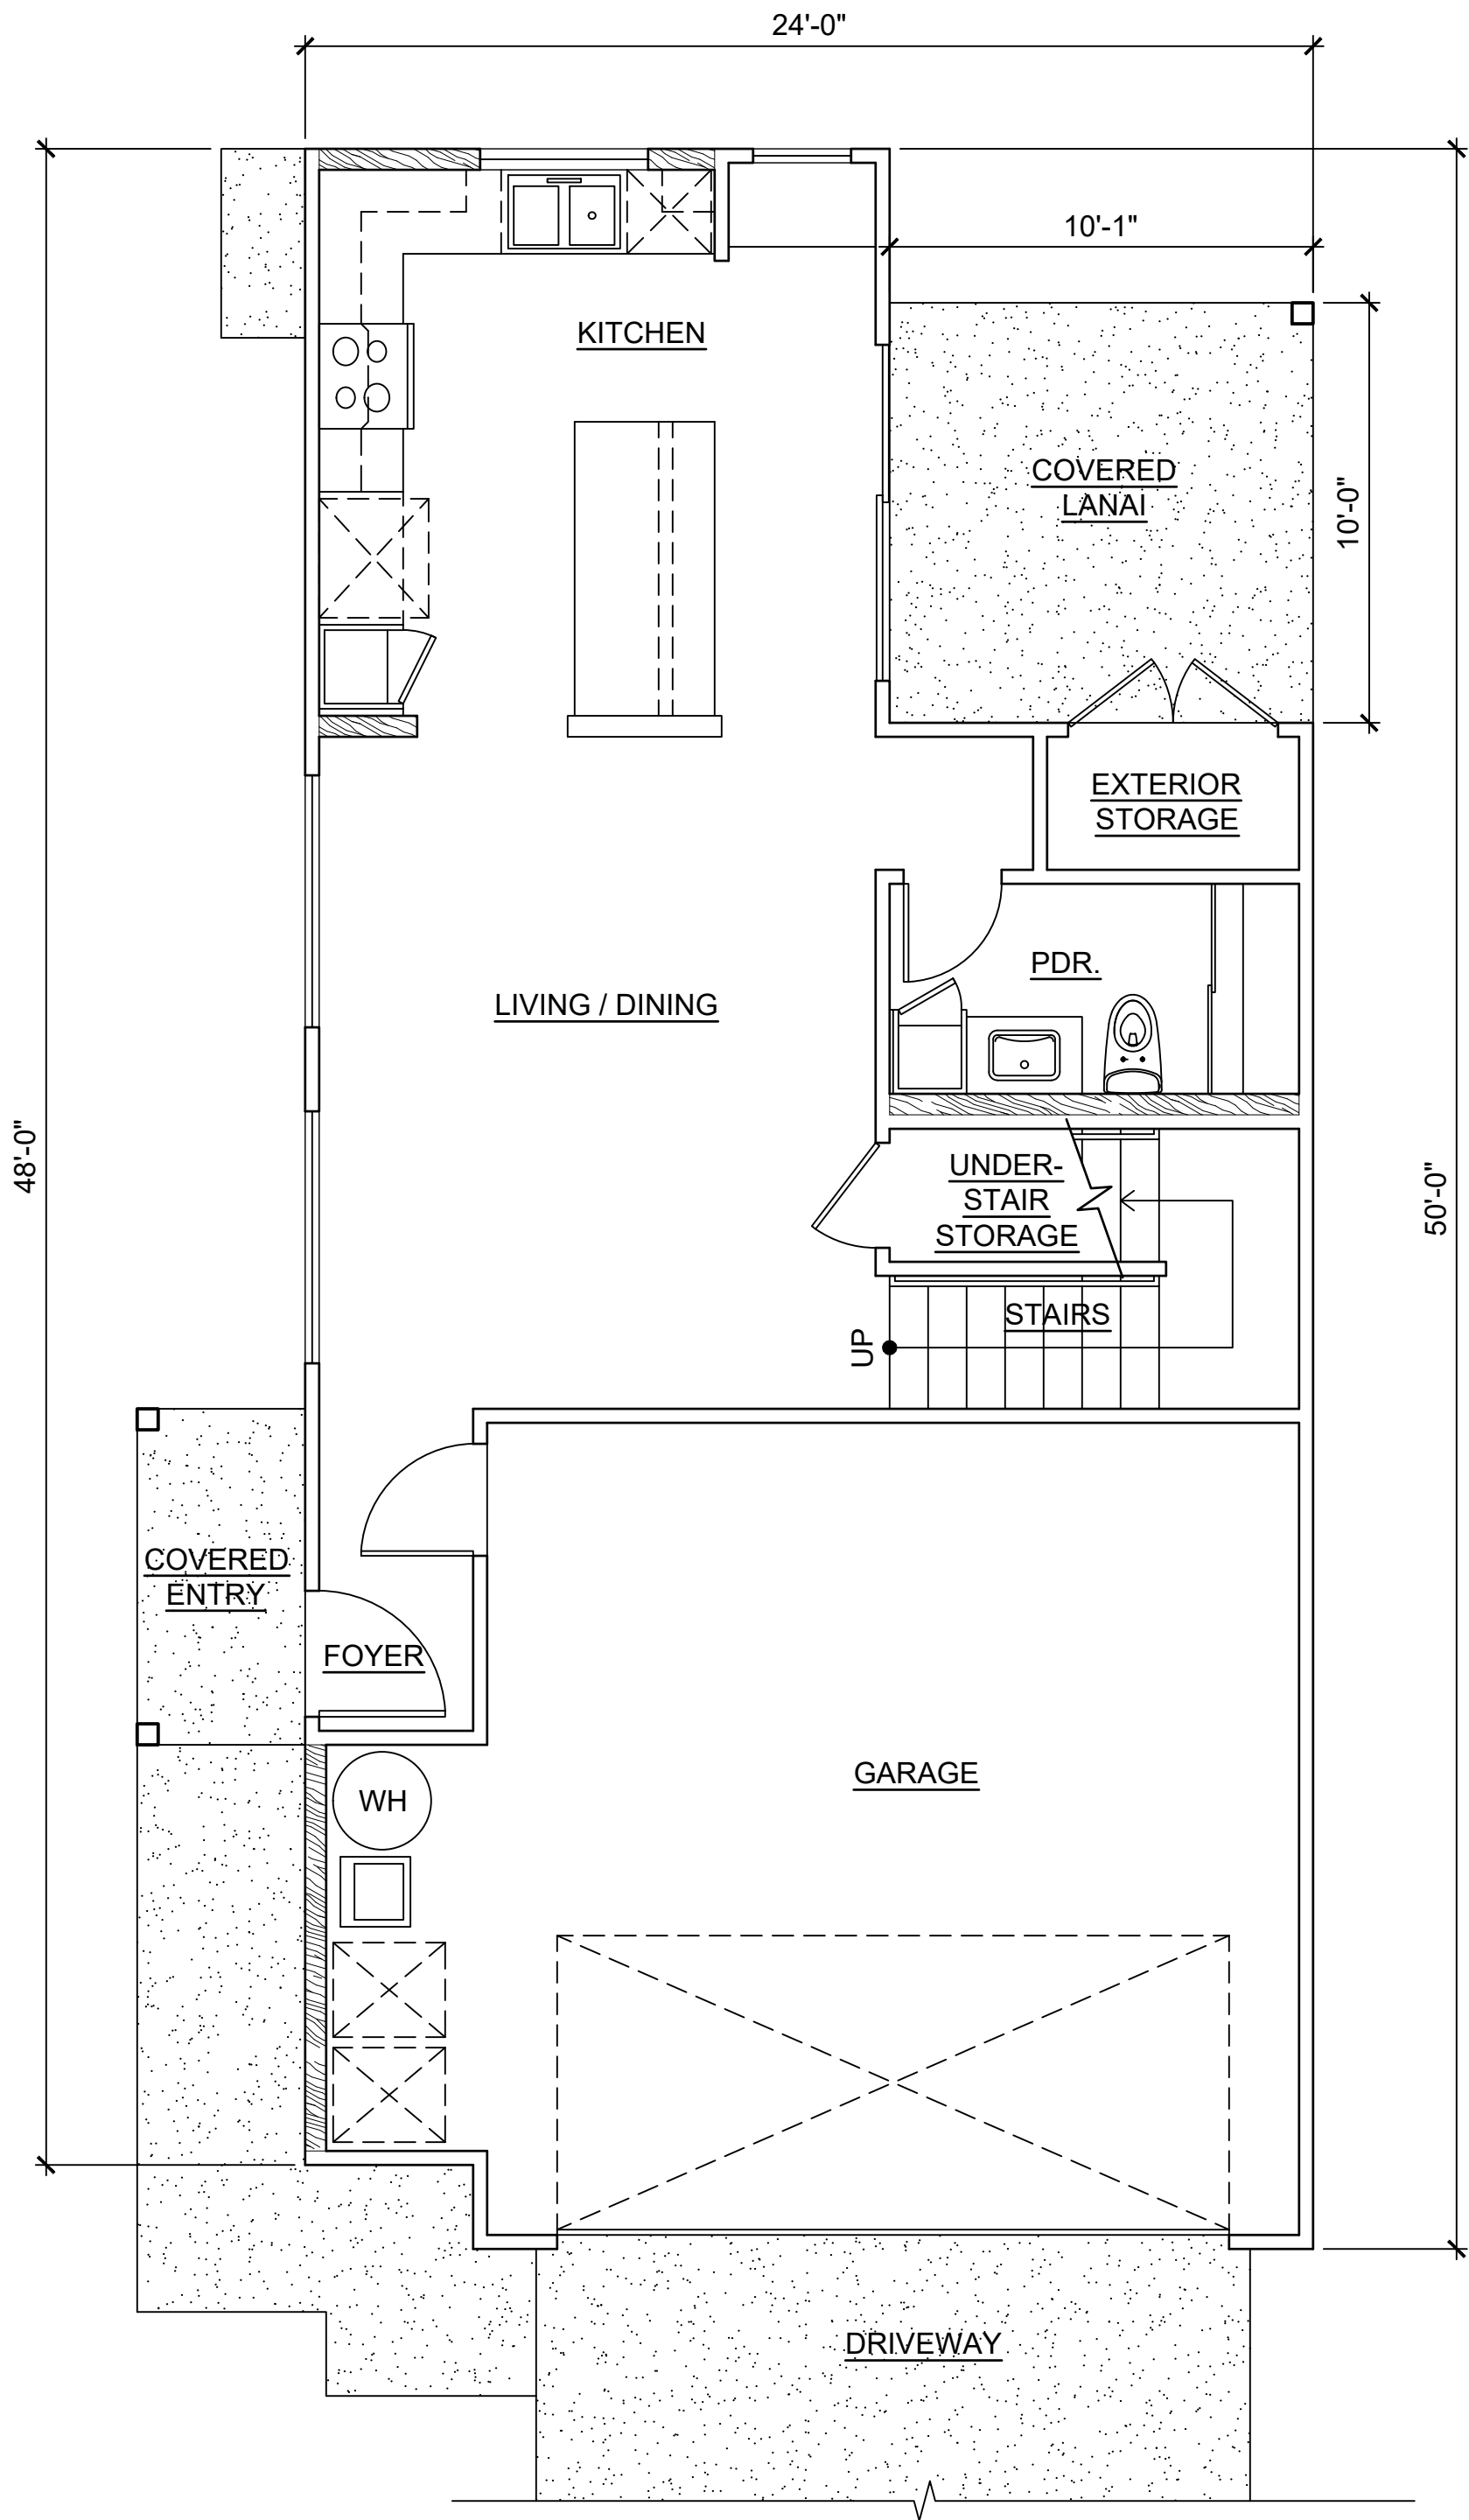 24'-0"
10'-1"
KITCHEN
COVERED
LANAI
10'-0"
EXTERIOR
STORAGE
PDR.
LIVING / DINING
48'-0"
50'-0"
UNDER-
STAIR
STORAGE
STAIRS
UP
COVERED
ENTRY
FOYER
GARAGE
WH
DRIVEWAY